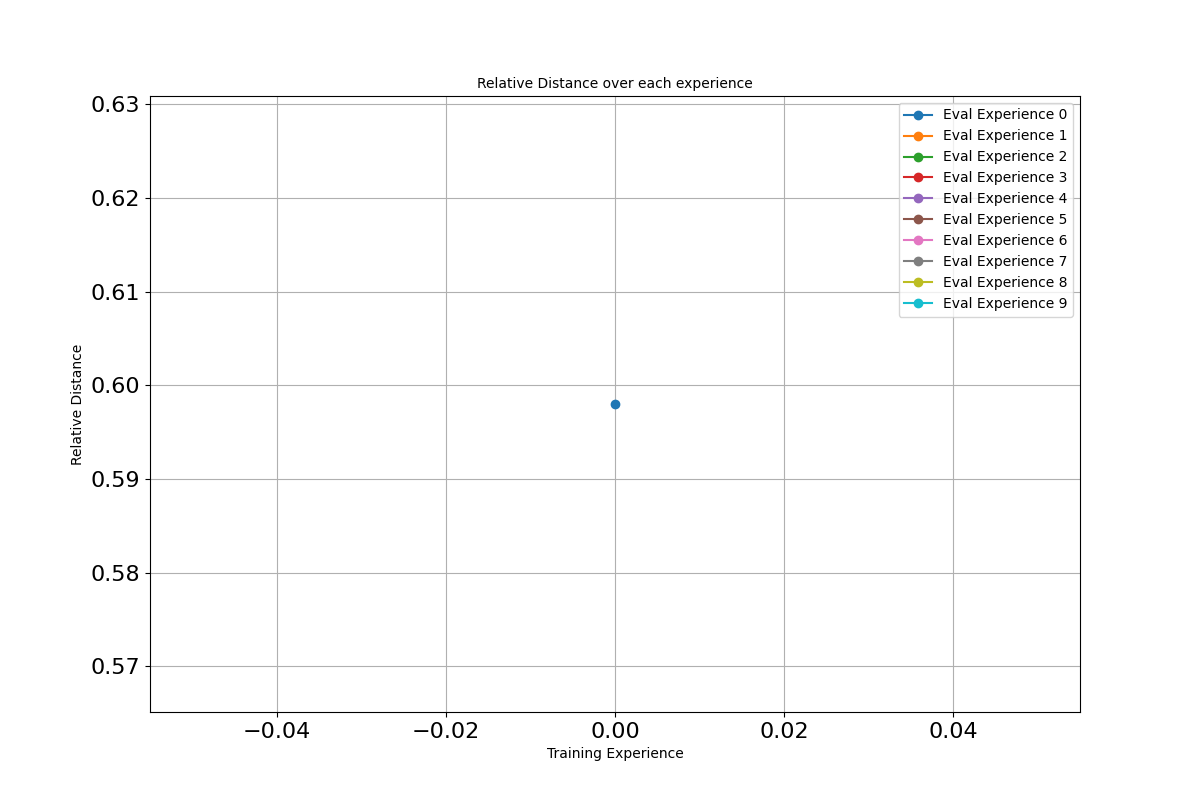 Relative Distance over each experience
0.63
0.62
0.61
0.60
0.59
0.58
0.57
Relative Distance
Eval Experience 0
Eval Experience 1
Eval Experience 2
Eval Experience 3
Eval Experience 4
Eval Experience 5
Eval Experience 6
Eval Experience 7
Eval Experience 8
Eval Experience 9
−0.04 −0.02 0.00 0.02 0.04
Training Experience